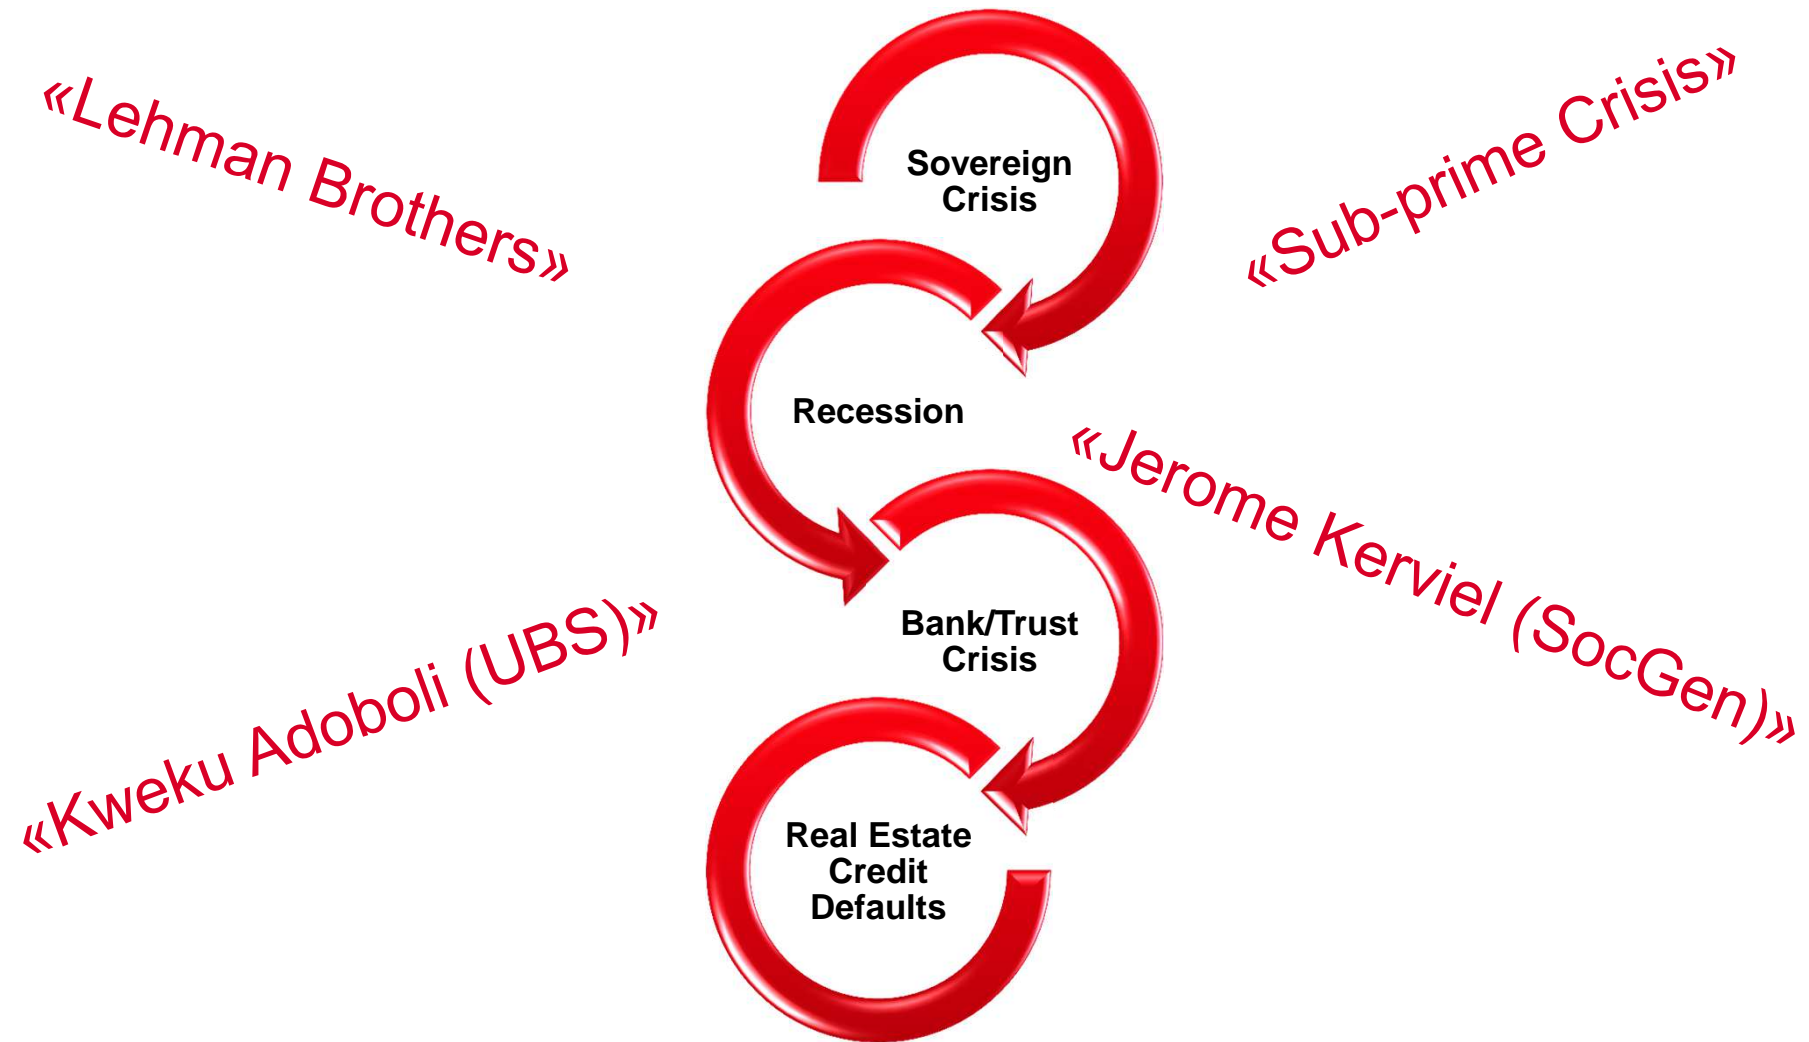 «Lehman Brothers»
«Sub-prime Crisis»
Sovereign
Crisis
Recession
«Jerome Kerviel (SocGen)»
Bank/Trust
Crisis
«Kweku Adoboli (UBS)»
Real Estate
Credit
Defaults